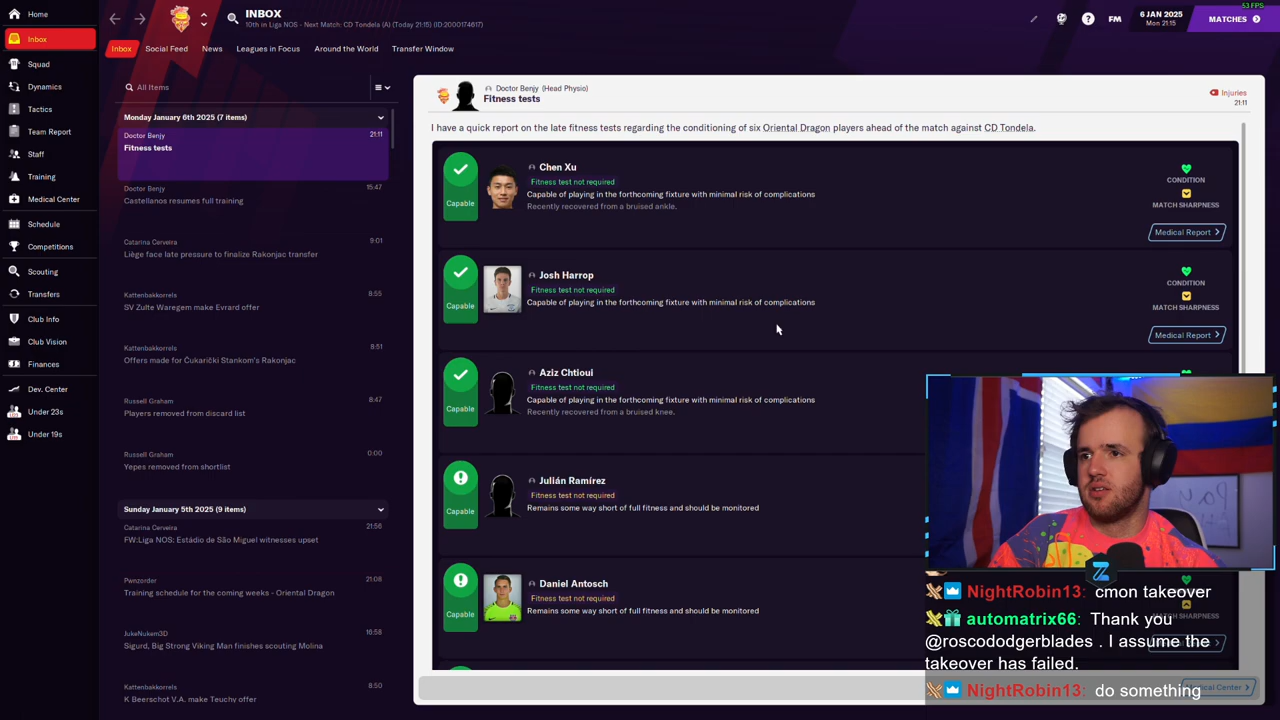 53 FPS
Home
INBOX
10th in Liga NOS - Next Match: CD Tondela (A) (Today 21:15) (ID:2000174617)
FM
6 JAN 2025
Mon 21:15
MATCHES
Inbox
Squad
Dynamics
Tactics
Team Report
Staff
Training
Medical Center
Schedule
Competitions
Scouting
Transfers
Club Info
Club Vision
Finances
Dev. Center
Under 23s
Under 19s
Inbox
Social Feed
News
Leagues in Focus
Around the World
Transfer Window
All Items
Monday January 6th 2025 (7 items)
Doctor Benjy
21:11
Fitness tests
Doctor Benjy
15:47
Castellanos resumes full training
Catarina Cerveira
9:01
Liège face late pressure to finalize Rakonjac transfer
Kattenbakkorrels
8:55
SV Zulte Waregem make Evrard offer
Kattenbakkorrels
8:51
Offers made for Čukarički Stankom's Rakonjac
Russell Graham
8:47
Players removed from discard list
Russell Graham
0:00
Yepes removed from shortlist
Sunday January 5th 2025 (9 items)
Catarina Cerveira
21:56
FW:Liga NOS: Estádio de São Miguel witnesses upset
Pwnzorder
21:08
Training schedule for the coming weeks - Oriental Dragon
JukeNukem3D
16:58
Sigurd, Big Strong Viking Man finishes scouting Molina
Kattenbakkorrels
8:50
K Beerschot V.A. make Teuchy offer
Doctor Benjy (Head Physio)
Fitness tests
Injuries
21:11
I have a quick report on the late fitness tests regarding the conditioning of six Oriental Dragon players ahead of the match against CD Tondela.
Capable
Chen Xu
Fitness test not required
Capable of playing in the forthcoming fixture with minimal risk of complications
Recently recovered from a bruised ankle.
CONDITION
MATCH SHARPNESS
Medical Report
Capable
Josh Harrop
Fitness test not required
Capable of playing in the forthcoming fixture with minimal risk of complications
CONDITION
MATCH SHARPNESS
Medical Report
Capable
Aziz Chtioui
Fitness test not required
Capable of playing in the forthcoming fixture with minimal risk of complications
Recently recovered from a bruised knee.
Capable
Julián Ramírez
Fitness test not required
Remains some way short of full fitness and should be monitored
Capable
Daniel Antosch
Fitness test not required
Remains some way short of full fitness and should be monitored
NightRobin13: cmon takeover
automatrix66: Thank you
@roscododgerblades . I assume the
takeover has failed.
NightRobin13: do something